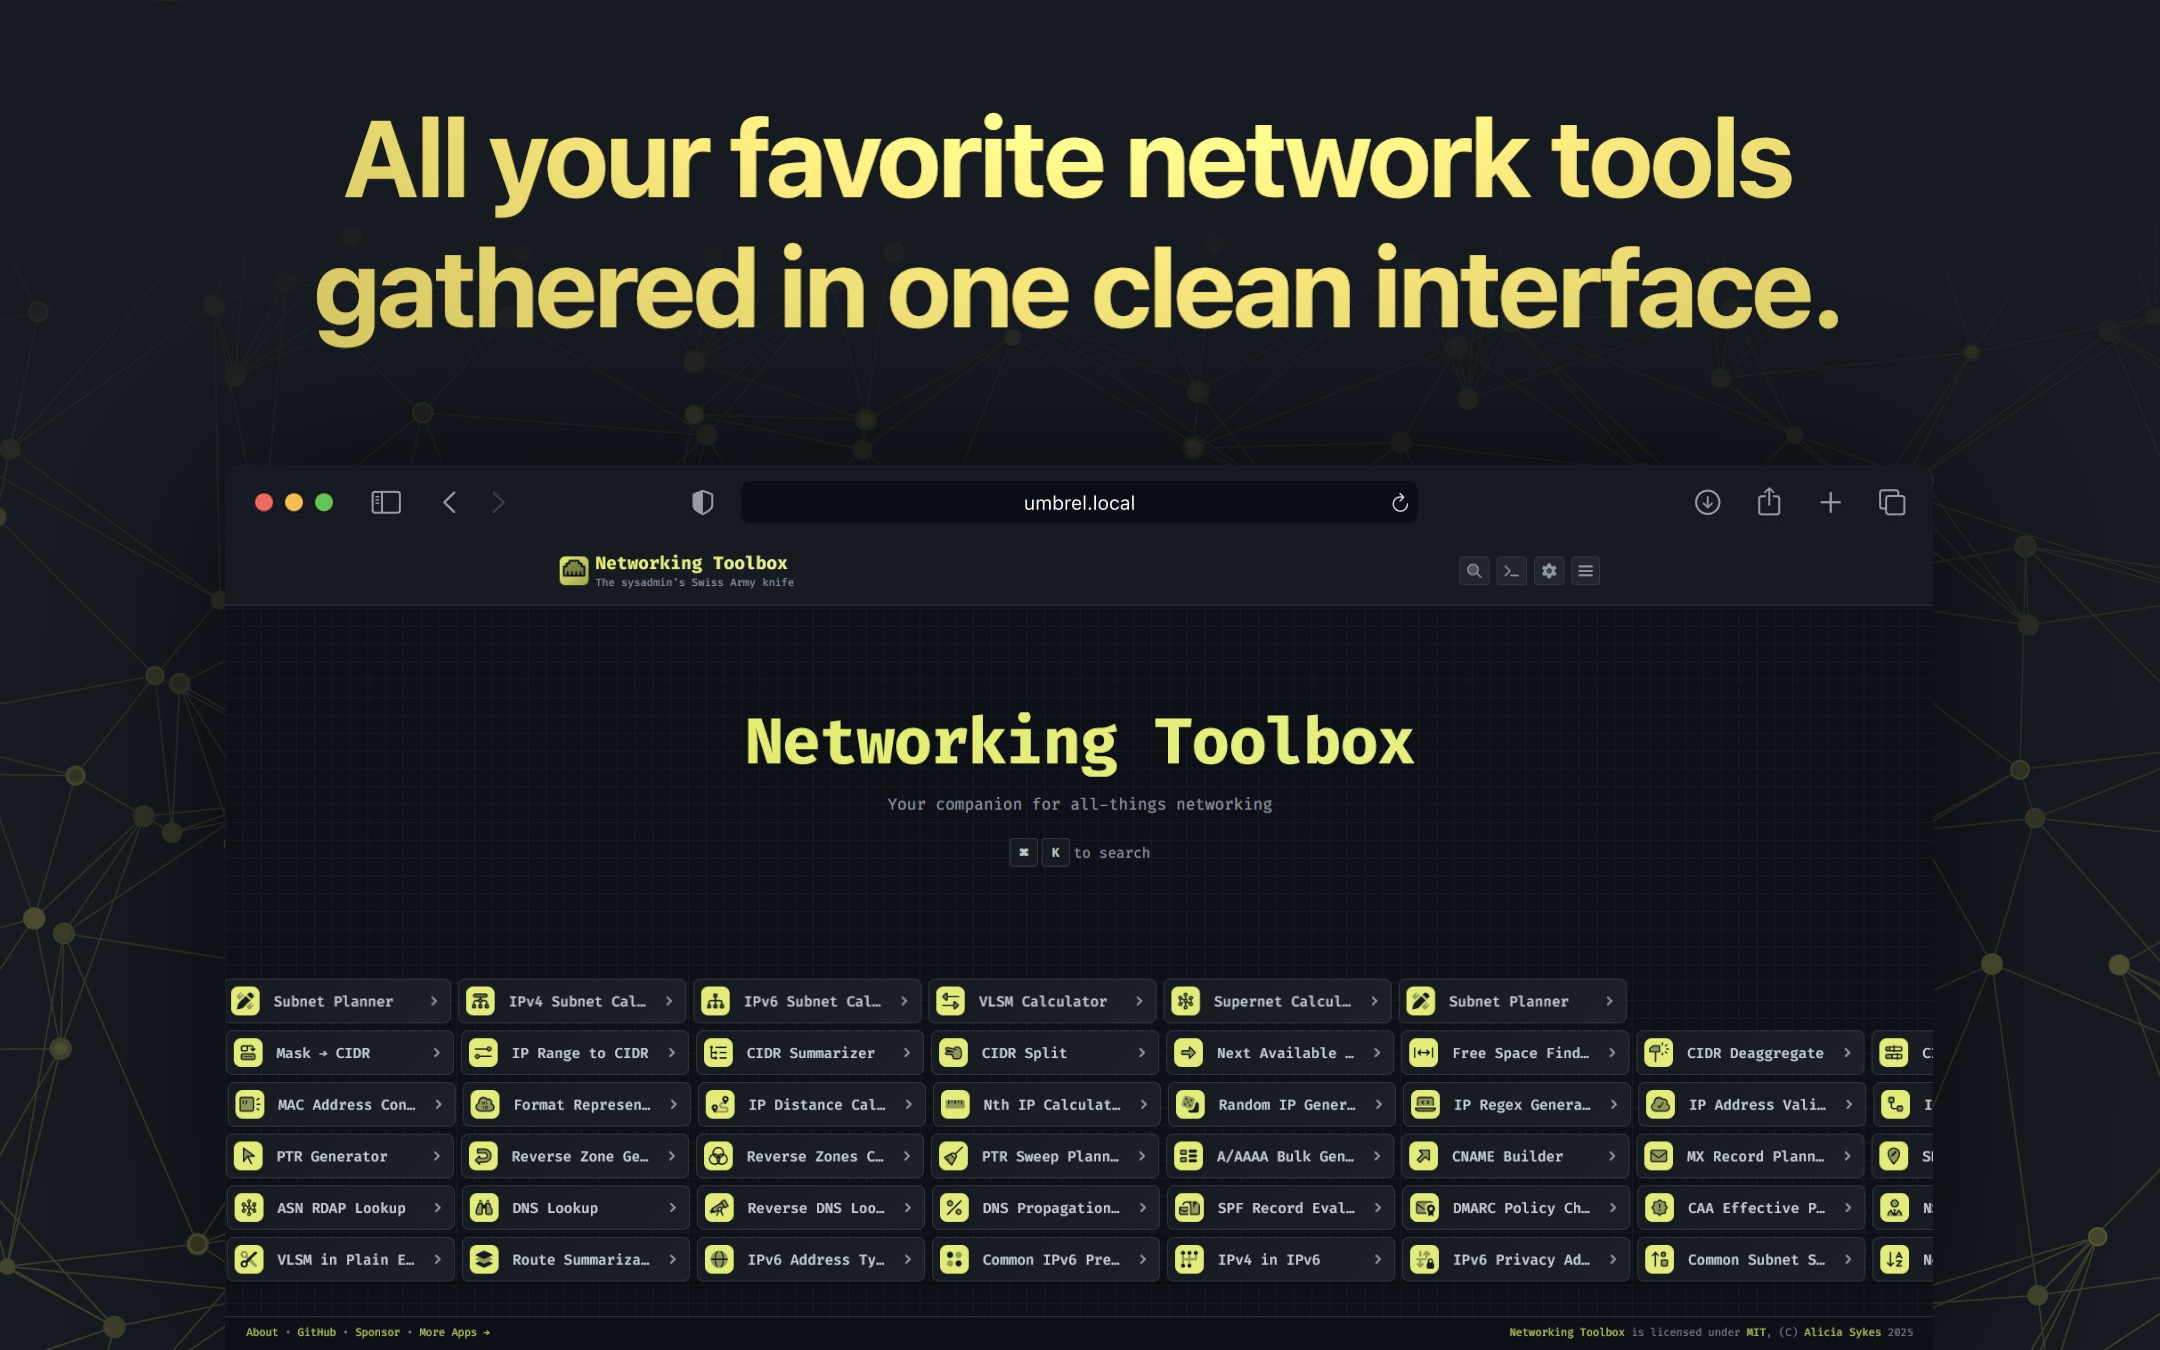 All your favorite network tools
gathered in one clean interface.
umbrel.local
Networking Toolbox
The sysadmin's Swiss Army knife
Networking Toolbox
Your companion for all-things networking
⌘ K to search
Subnet Planner IPv4 Subnet Cal… IPv6 Subnet Cal… VLSM Calculator Supernet Calcul… Subnet Planner
Mask → CIDR IP Range to CIDR CIDR Summarizer CIDR Split Next Available … Free Space Find… CIDR Deaggregate
MAC Address Con… Format Represen… IP Distance Cal… Nth IP Calculat… Random IP Gener… IP Regex Genera… IP Address Vali…
PTR Generator Reverse Zone Ge… Reverse Zones C… PTR Sweep Plann… A/AAAA Bulk Gen… CNAME Builder MX Record Plann…
ASN RDAP Lookup DNS Lookup Reverse DNS Loo… DNS Propagation… SPF Record Eval… DMARC Policy Ch… CAA Effective P…
VLSM in Plain E… Route Summariza… IPv6 Address Ty… Common IPv6 Pre… IPv4 in IPv6 IPv6 Privacy Ad… Common Subnet S…
About • GitHub • Sponsor • More Apps → Networking Toolbox is licensed under MIT, (C) Alicia Sykes 2025